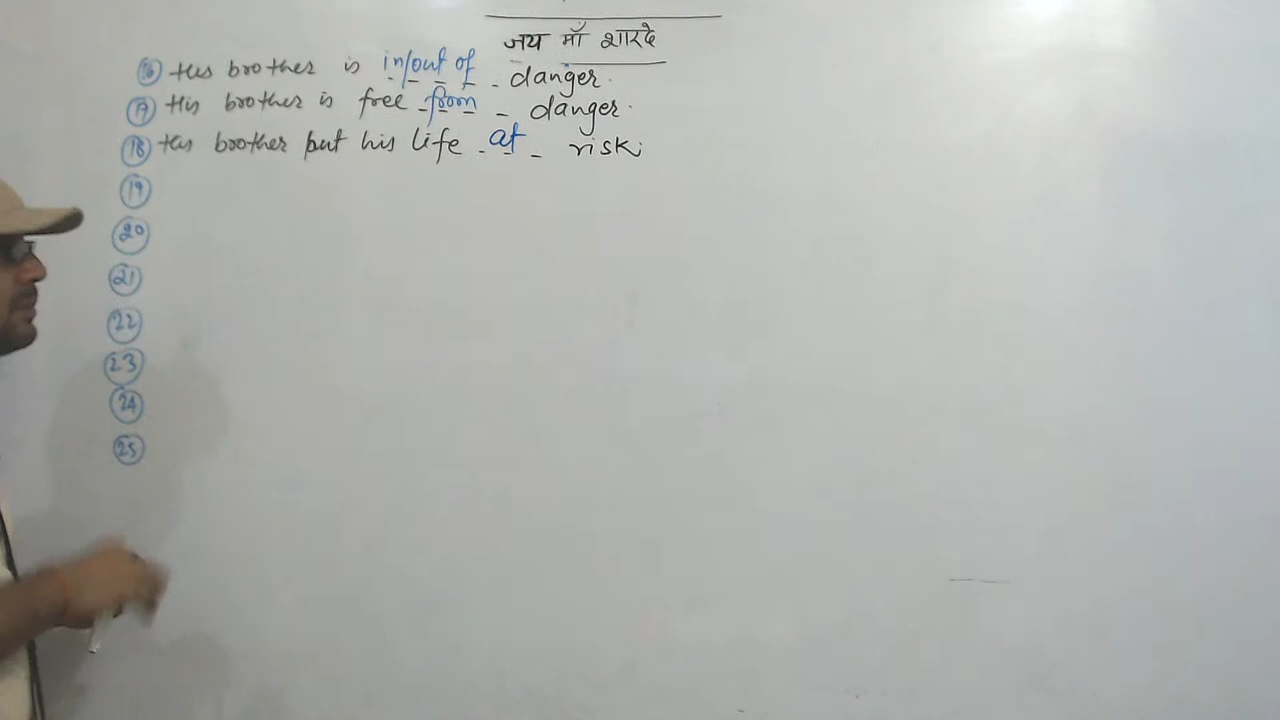 जय माँ शारदे
16 His brother is in/out of danger.
17 His brother is free from danger.
18 His brother put his life at risk.
19
20
21
22
23
24
25